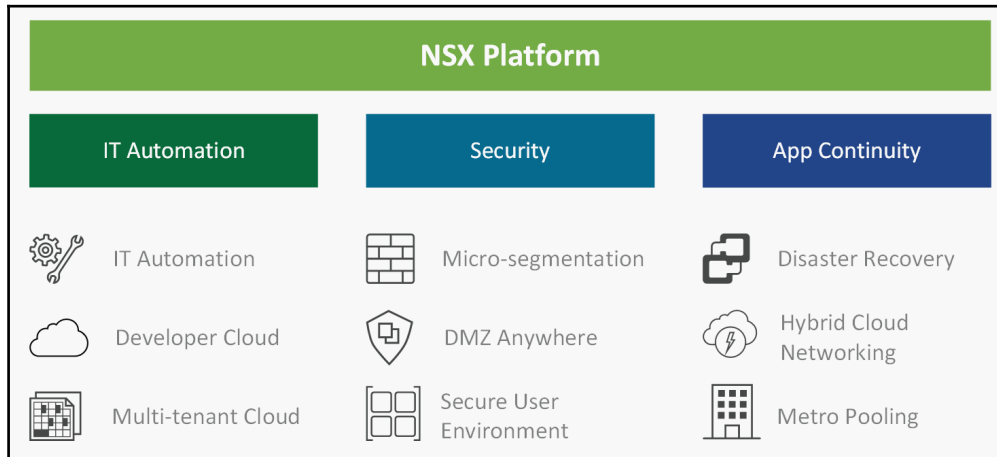 NSX Platform
IT Automation
Security
App Continuity
IT Automation
Micro-segmentation
Disaster Recovery
Developer Cloud
DMZ Anywhere
Hybrid Cloud
Networking
Multi-tenant Cloud
Secure User
Environment
Metro Pooling